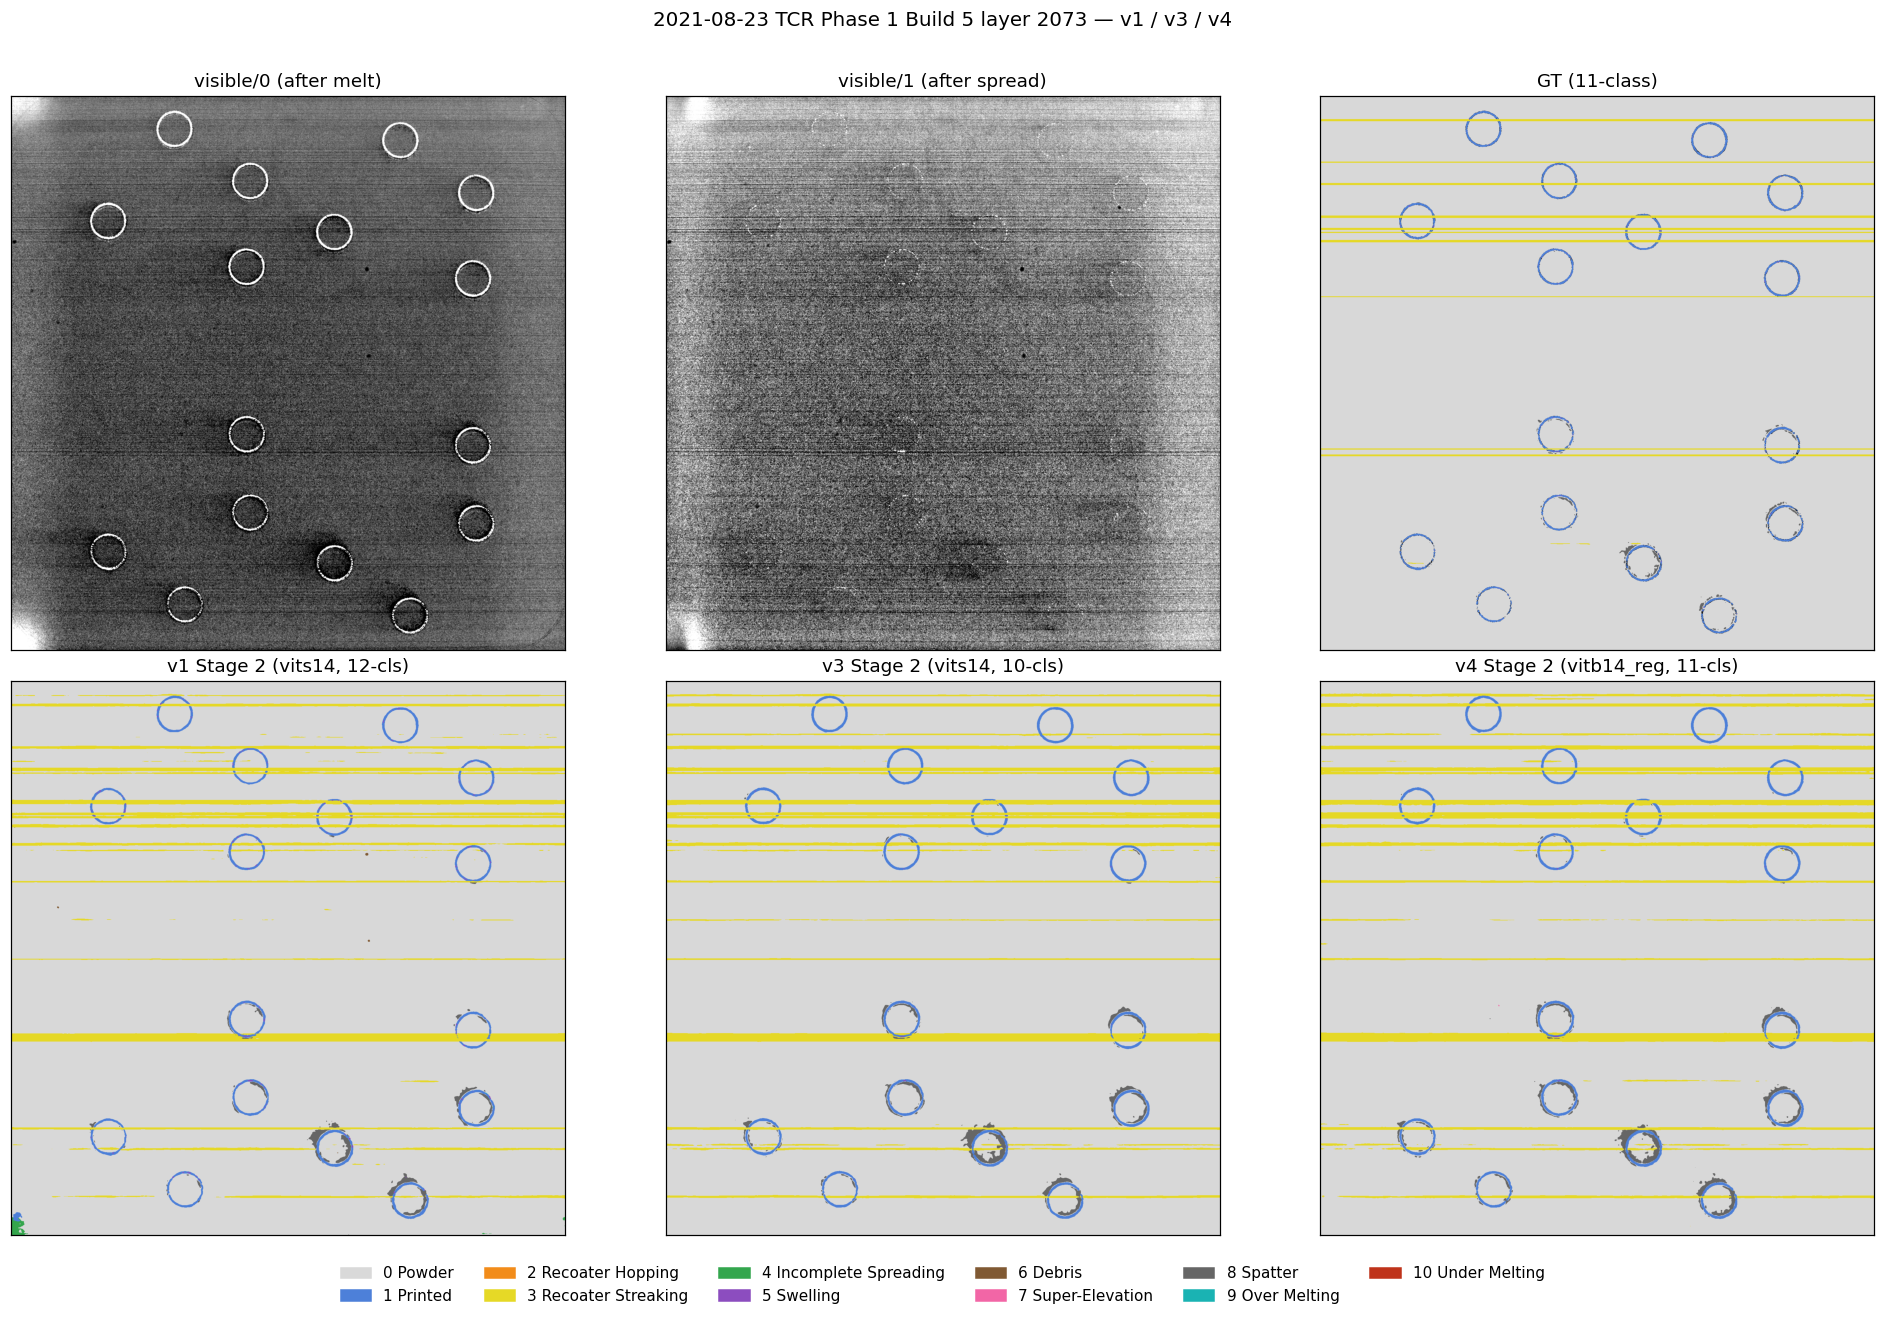 2021-08-23 TCR Phase 1 Build 5 layer 2073 — v1 / v3 / v4
visible/0 (after melt)
visible/1 (after spread)
GT (11-class)
v1 Stage 2 (vits14, 12-cls)
v3 Stage 2 (vits14, 10-cls)
v4 Stage 2 (vitb14_reg, 11-cls)
0 Powder
1 Printed
2 Recoater Hopping
3 Recoater Streaking
4 Incomplete Spreading
5 Swelling
6 Debris
7 Super-Elevation
8 Spatter
9 Over Melting
10 Under Melting